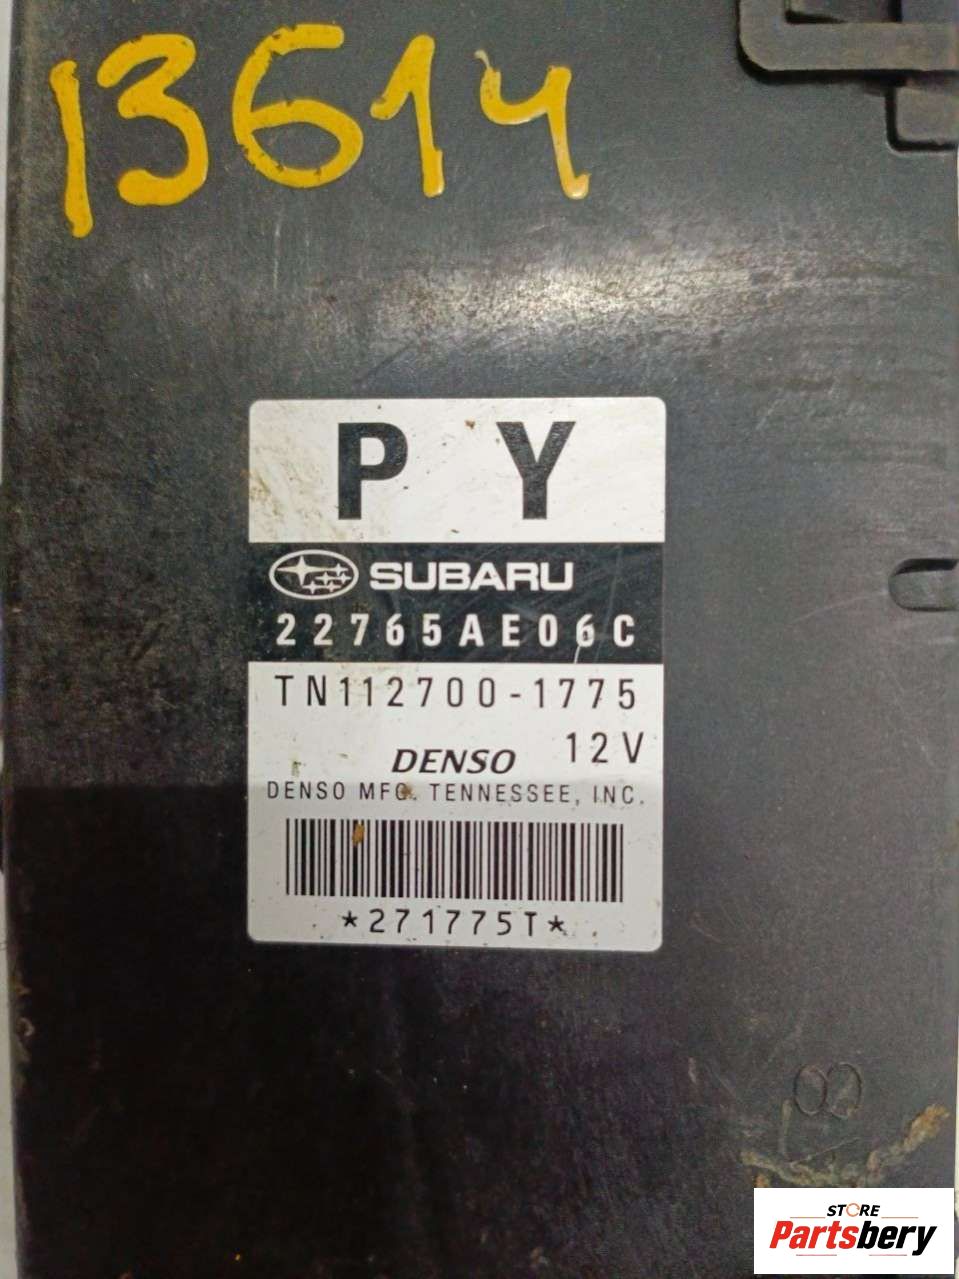 13614
P Y
SUBARU
22765AE06C
TN112700-1775
DENSO 12V
DENSO MFG. TENNESSEE, INC.
*271775T*
STORE
Partsbery